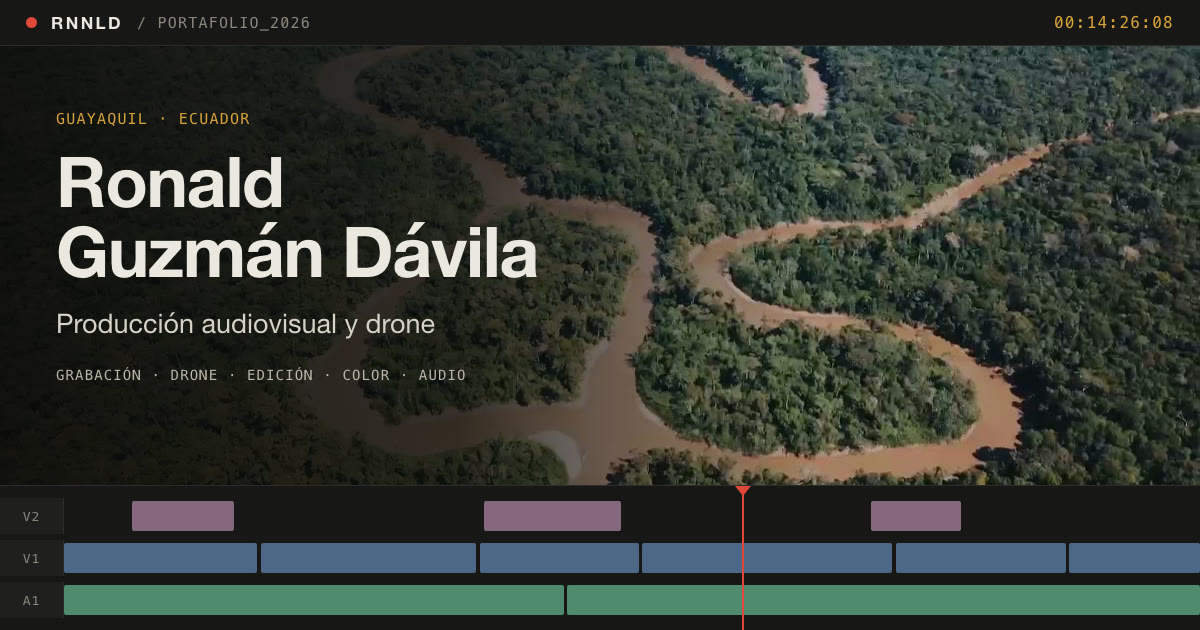 RNNLD / PORTAFOLIO_2026
00:14:26:08
GUAYAQUIL · ECUADOR
Ronald
Guzmán Dávila
Producción audiovisual y drone
GRABACIÓN · DRONE · EDICIÓN · COLOR · AUDIO
V2
V1
A1